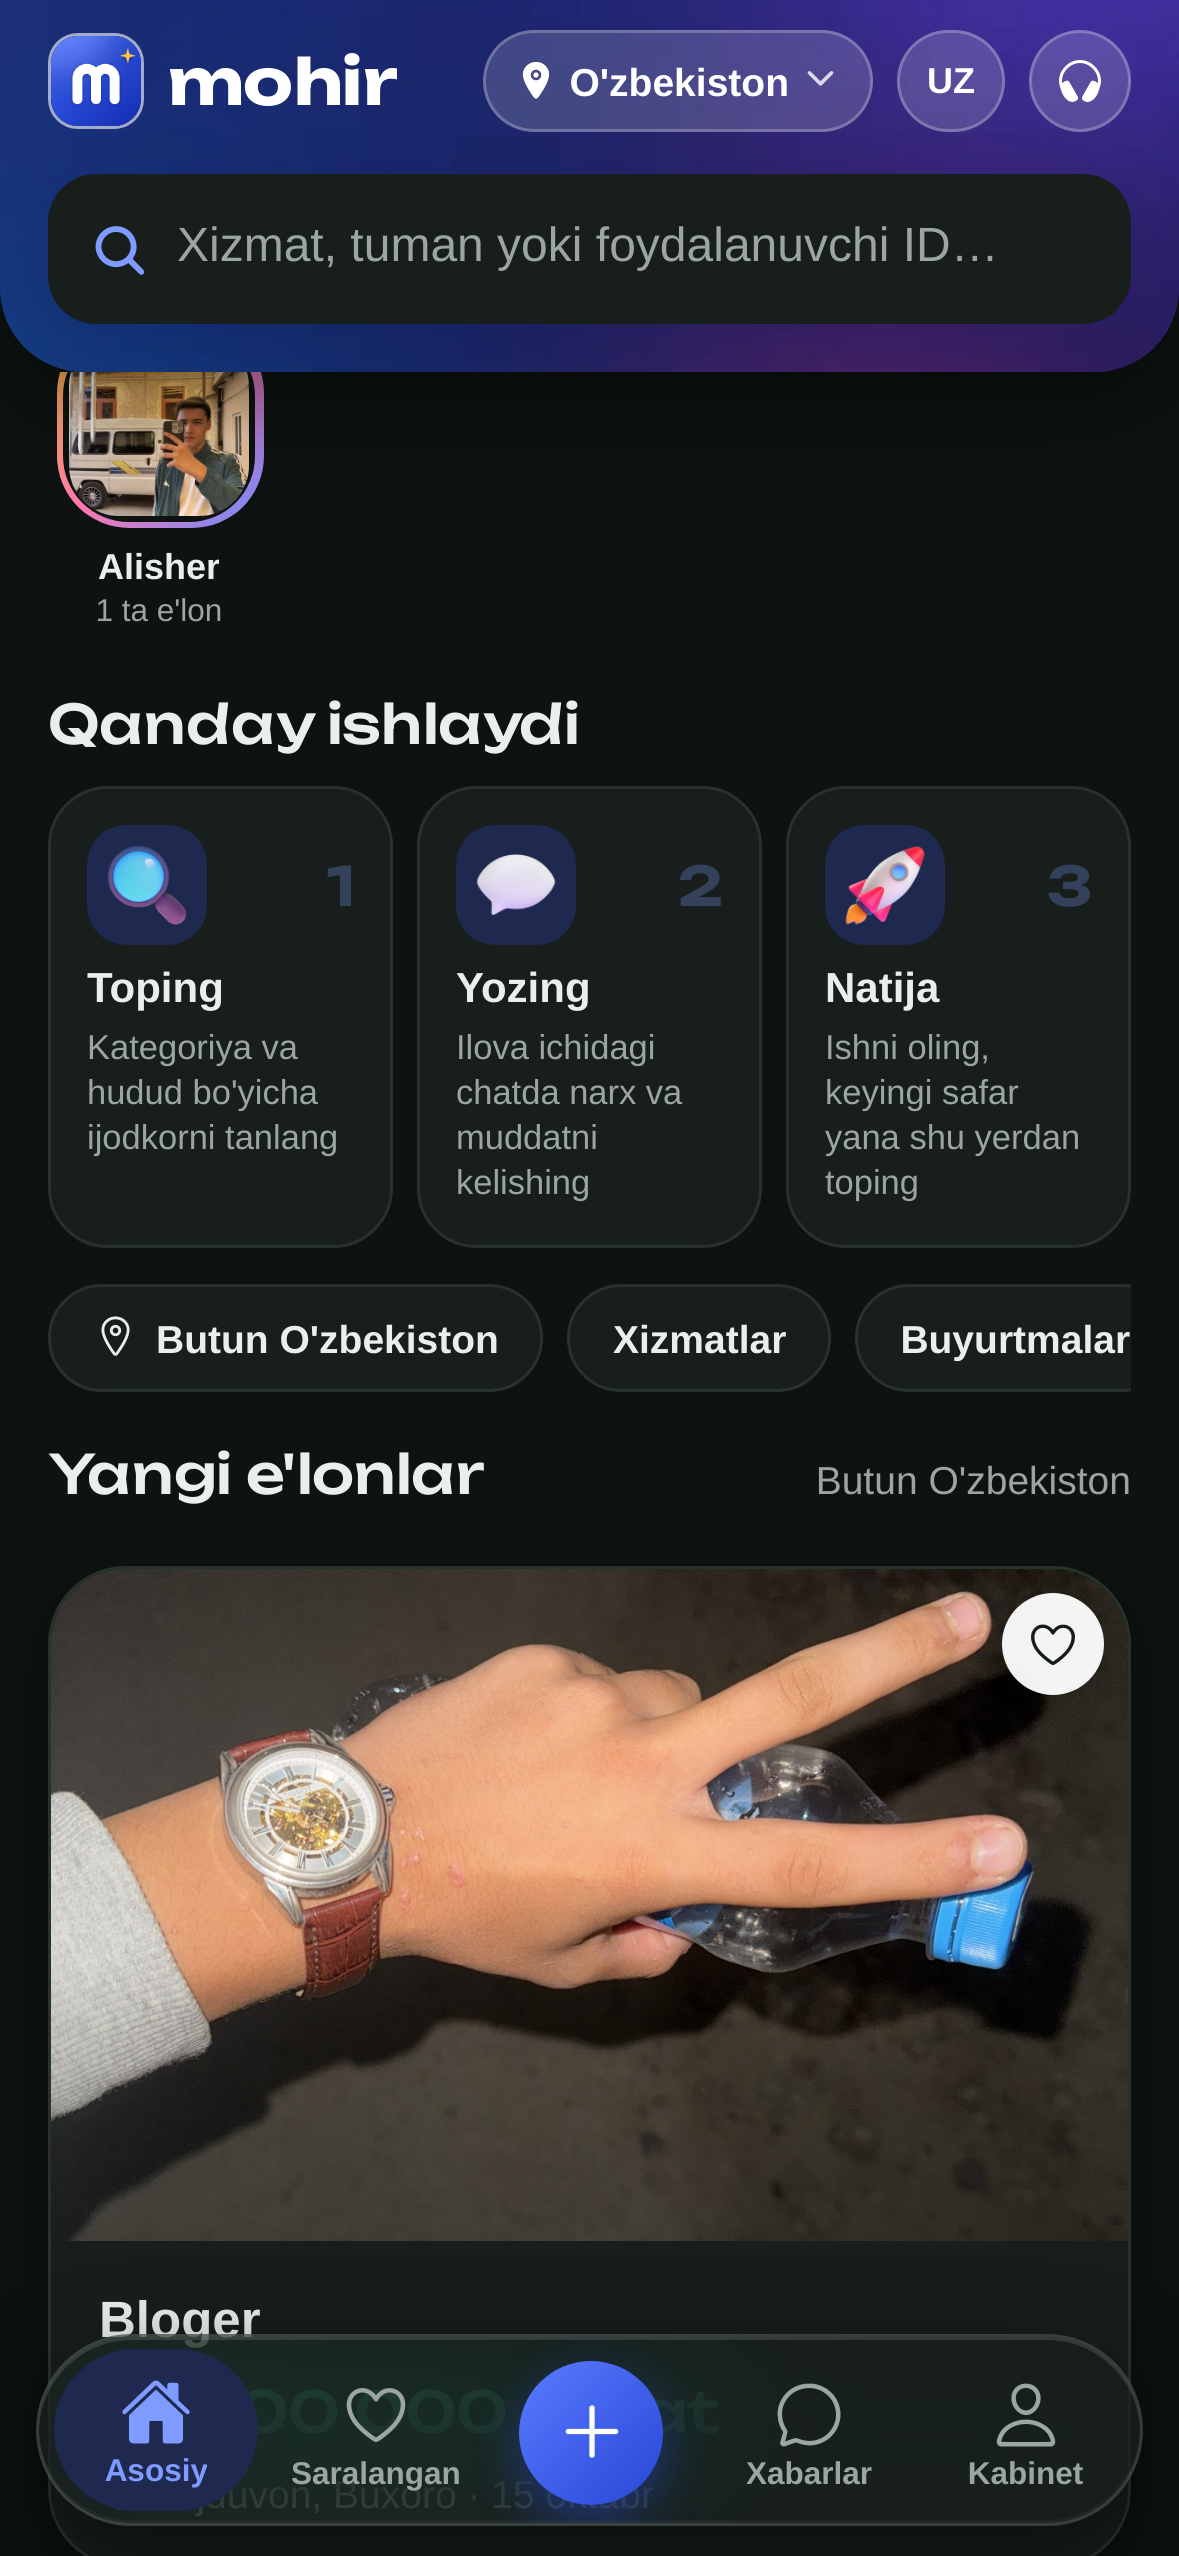 m mohir
O'zbekiston
UZ
Xizmat, tuman yoki foydalanuvchi ID...
Alisher
1 ta e'lon
Qanday ishlaydi
1
Toping
Kategoriya va
hudud bo'yicha
ijodkorni tanlang
2
Yozing
Ilova ichidagi
chatda narx va
muddatni
kelishing
3
Natija
Ishni oling,
keyingi safar
yana shu yerdan
toping
Butun O'zbekiston
Xizmatlar
Buyurtmalar
Yangi e'lonlar
Butun O'zbekiston
Bloger
Buxoro · 15
Asosiy
Saralangan
Xabarlar
Kabinet